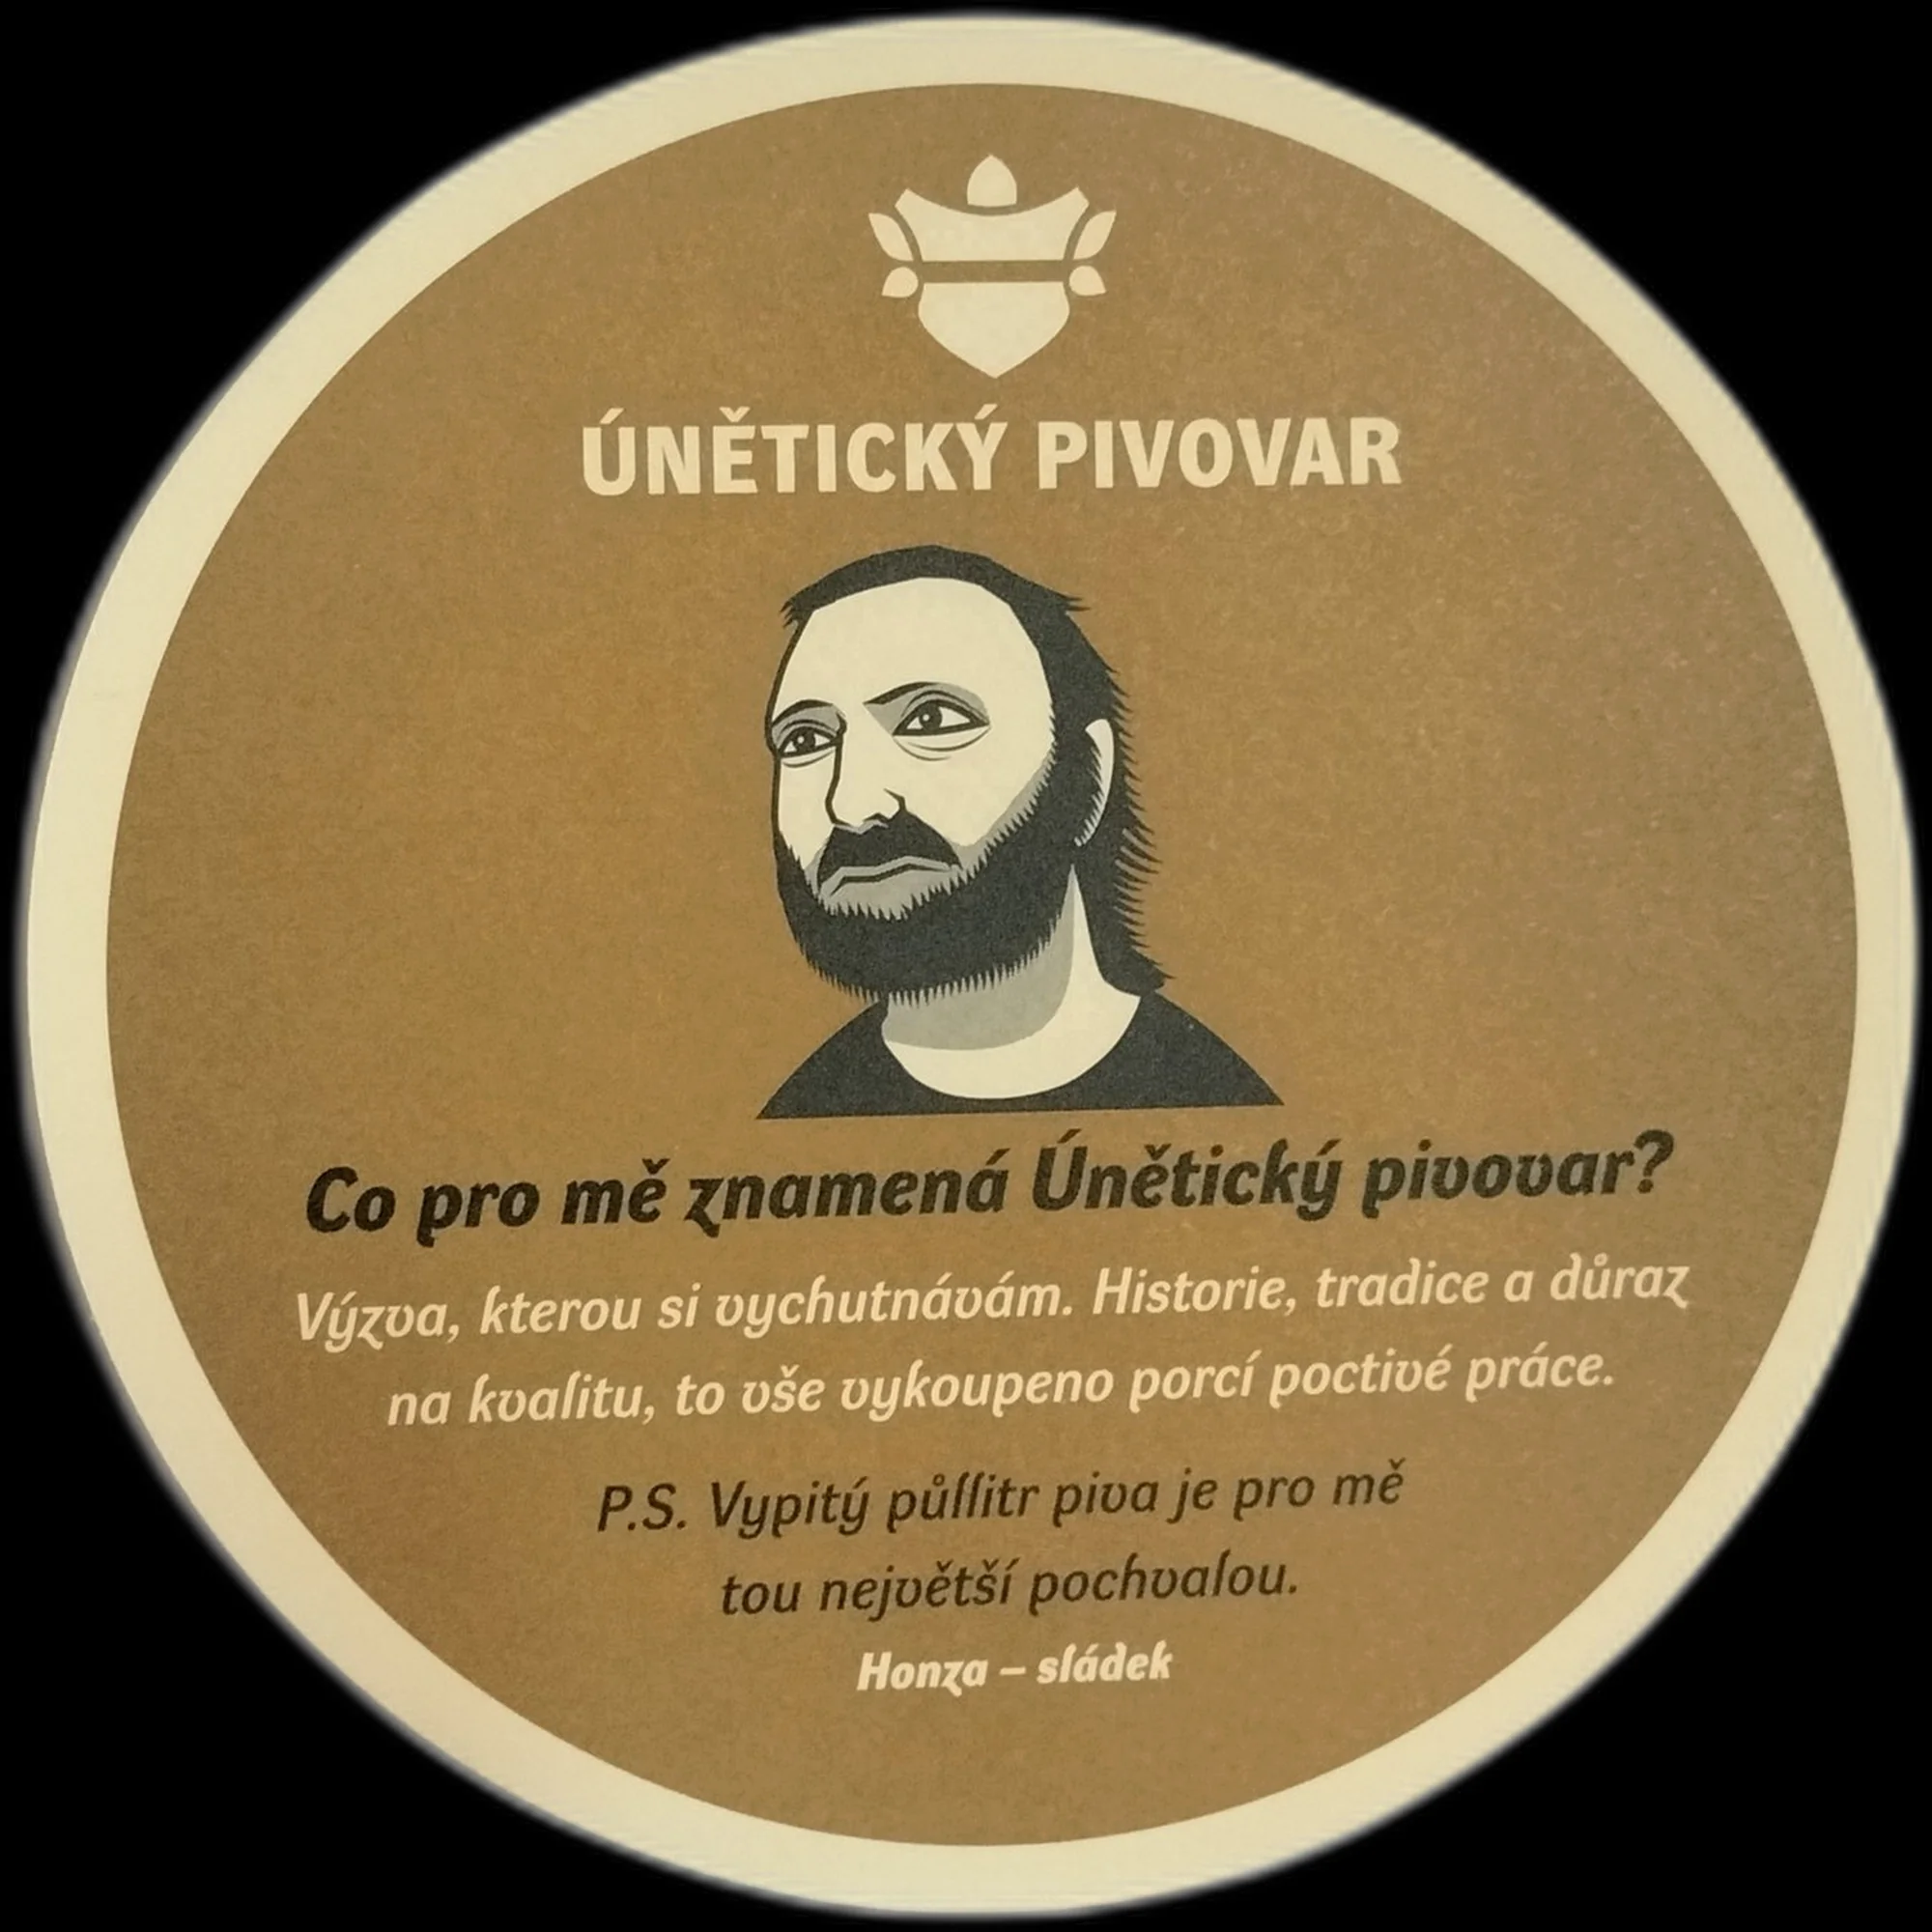 ÚNĚTICKÝ PIVOVAR
Co pro mě znamená Únětický pivovar?
Výzva, kterou si vychutnávám. Historie, tradice a důraz
na kvalitu, to vše vykoupeno porcí poctivé práce.
P.S. Vypitý půllitr piva je pro mě
tou největší pochvalou.
Honza – sládek